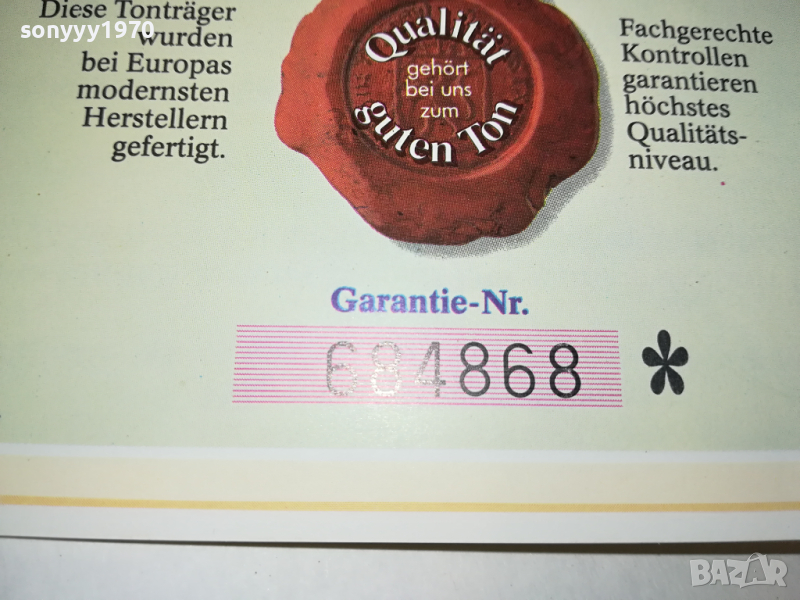 Diese Tonträger
wurden
bei Europas
modernsten
Herstellern
gefertigt.
Qualität
gehört
bei uns
zum
guten Ton
Fachgerechte
Kontrollen
garantieren
höchstes
Qualitäts-
niveau.
Garantie-Nr.
684868 *
sonyyy1970
BAZAR